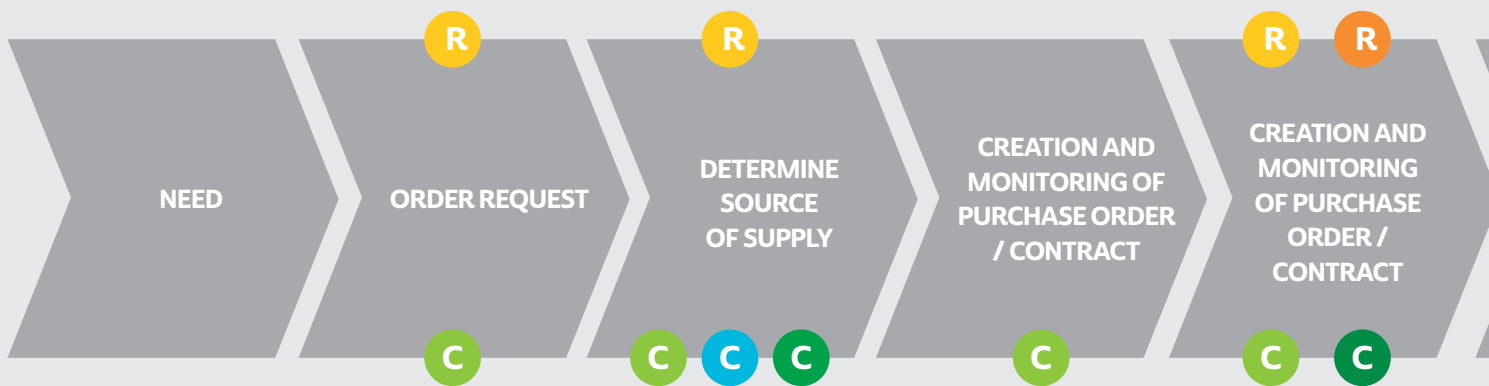 R
R
R
R
NEED
ORDER REQUEST
DETERMINE
SOURCE
OF SUPPLY
CREATION AND
MONITORING OF
PURCHASE ORDER
/ CONTRACT
CREATION AND
MONITORING
OF PURCHASE
ORDER /
CONTRACT
C
C
C
C
C
C
C